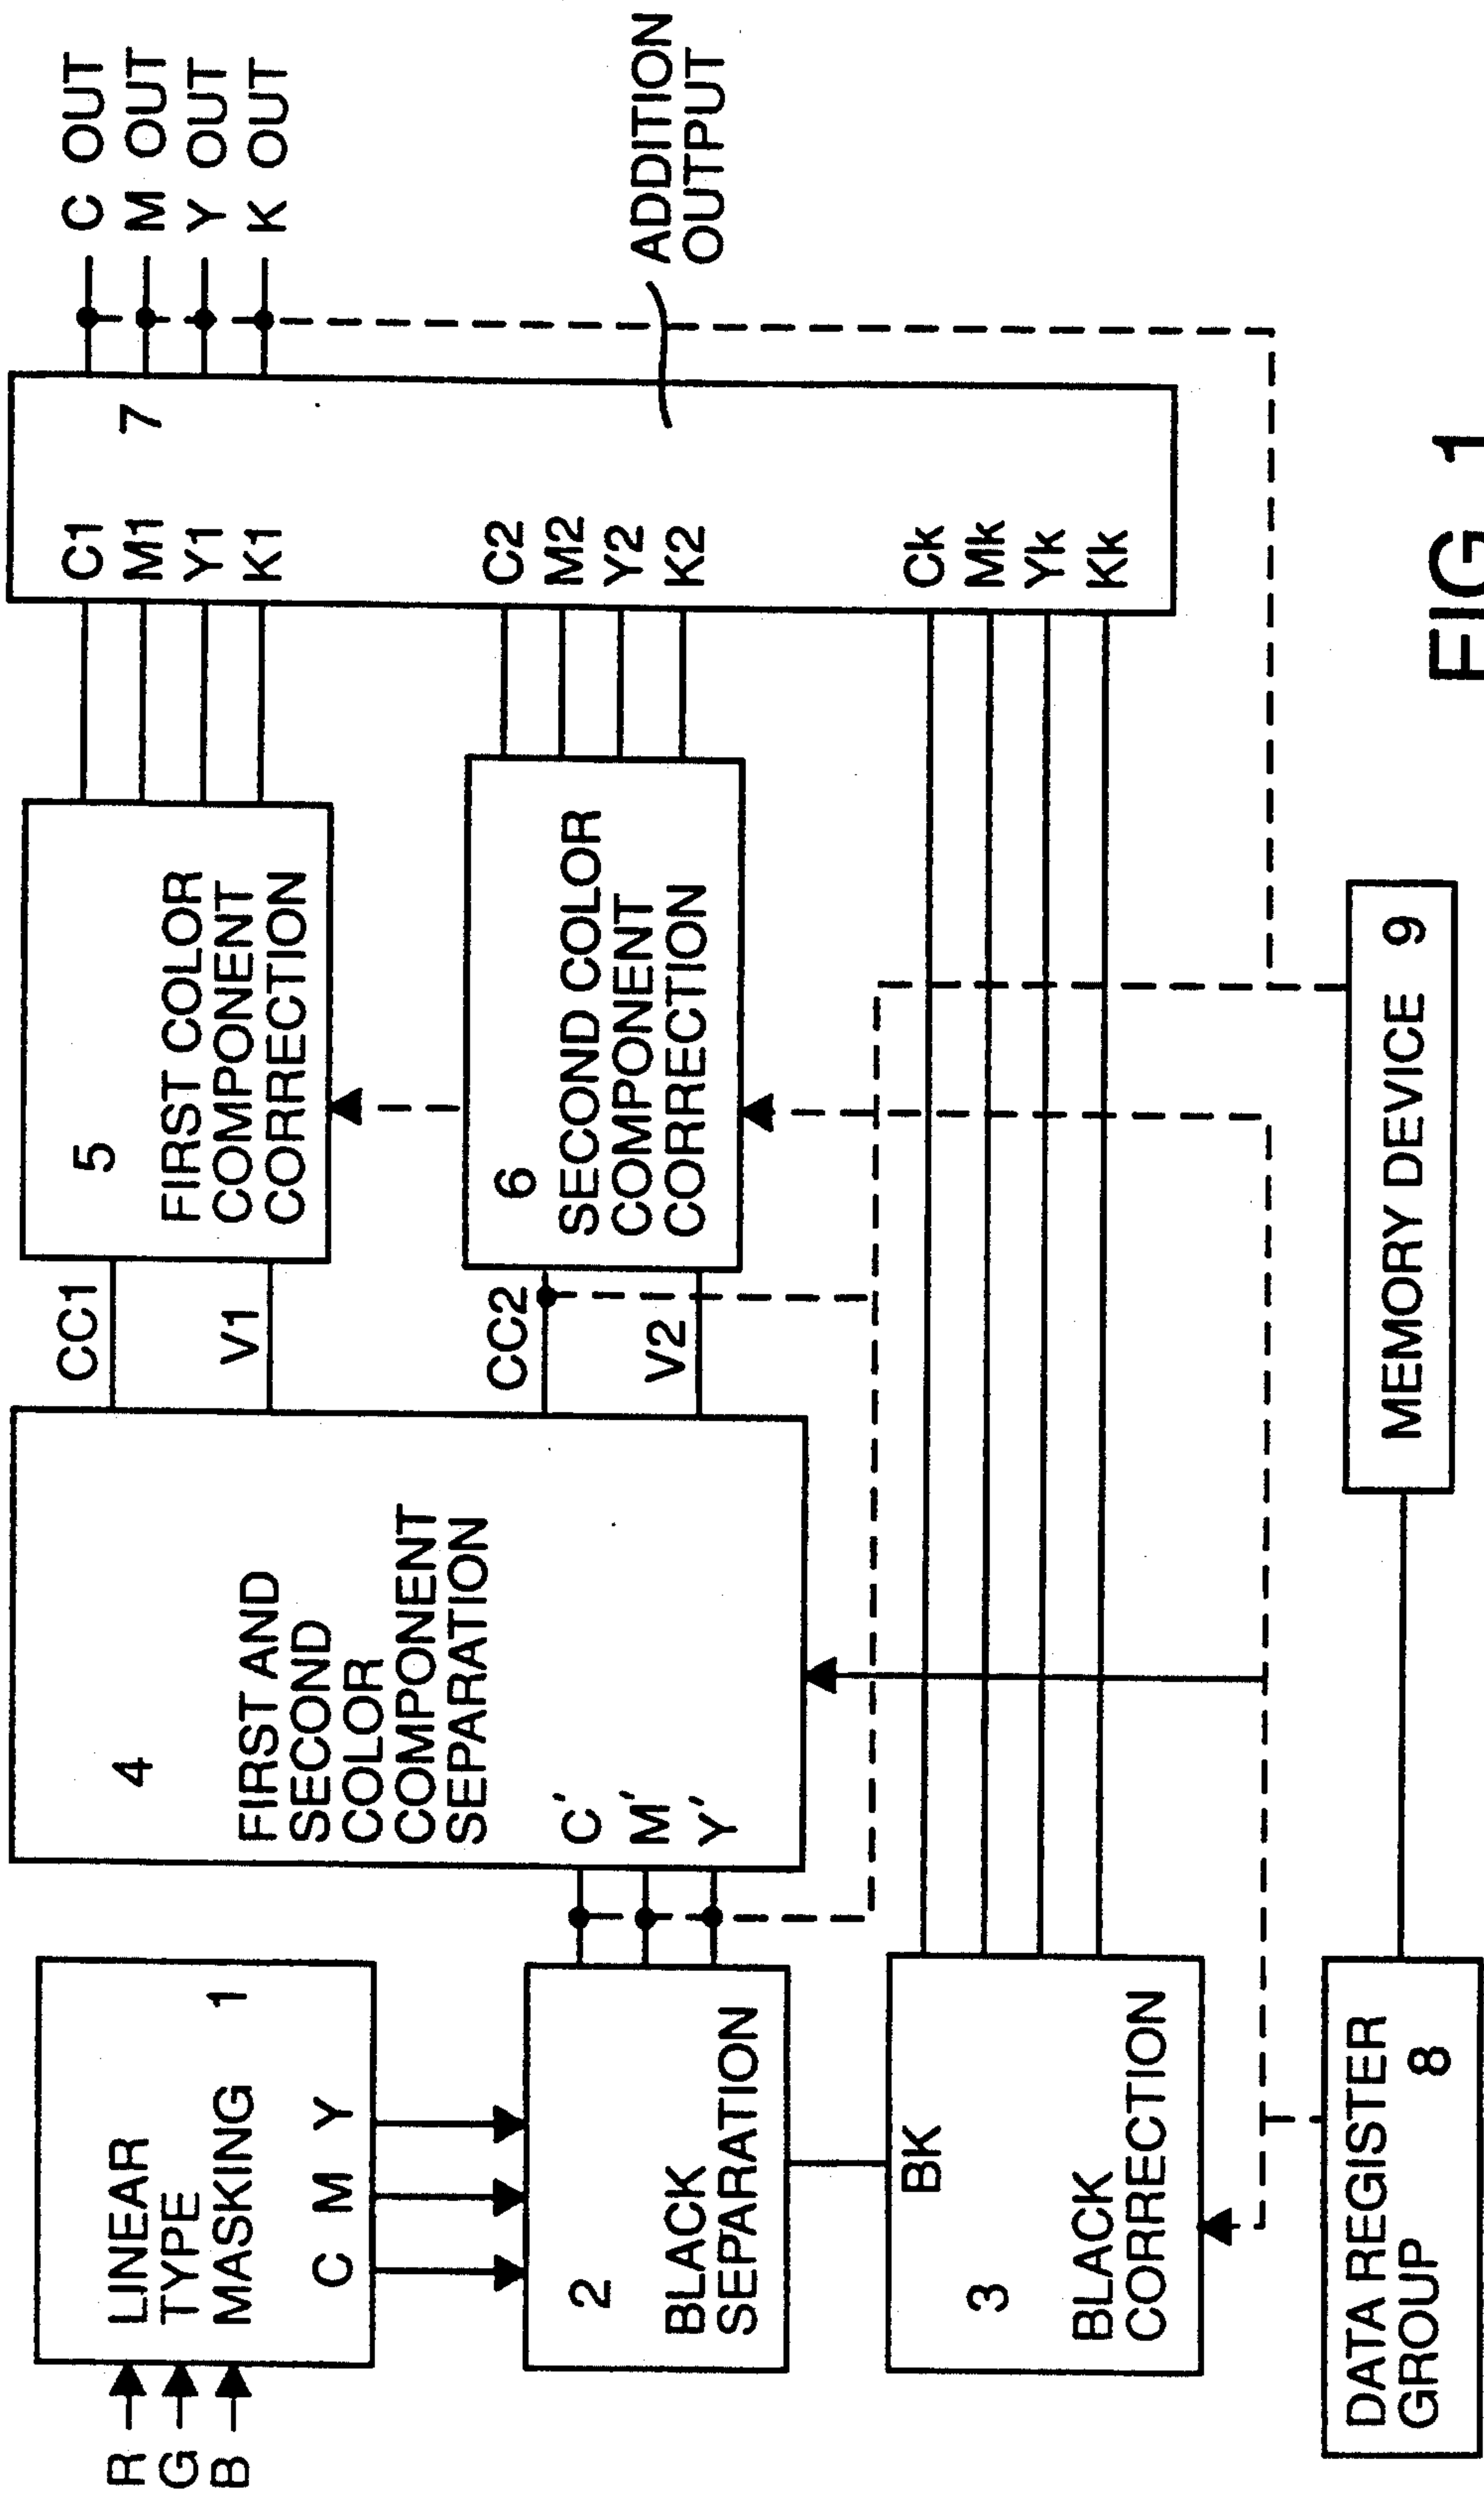 R
G
B
LINEAR
TYPE
MASKING 1
C M Y
2
BLACK
SEPARATION
BK
3
BLACK
CORRECTION
DATA REGISTER
GROUP 8
4
FIRST AND
SECOND
COLOR
COMPONENT
SEPARATION
C'
M'
Y'
CC1
V1
CC2
V2
5
FIRST COLOR
COMPONENT
CORRECTION
6
SECOND COLOR
COMPONENT
CORRECTION
MEMORY DEVICE 9
C1
M1
Y1
K1
7
C2
M2
Y2
K2
Ck
Mk
Yk
Kk
C OUT
M OUT
Y OUT
K OUT
ADDITION
OUTPUT
FIG 1